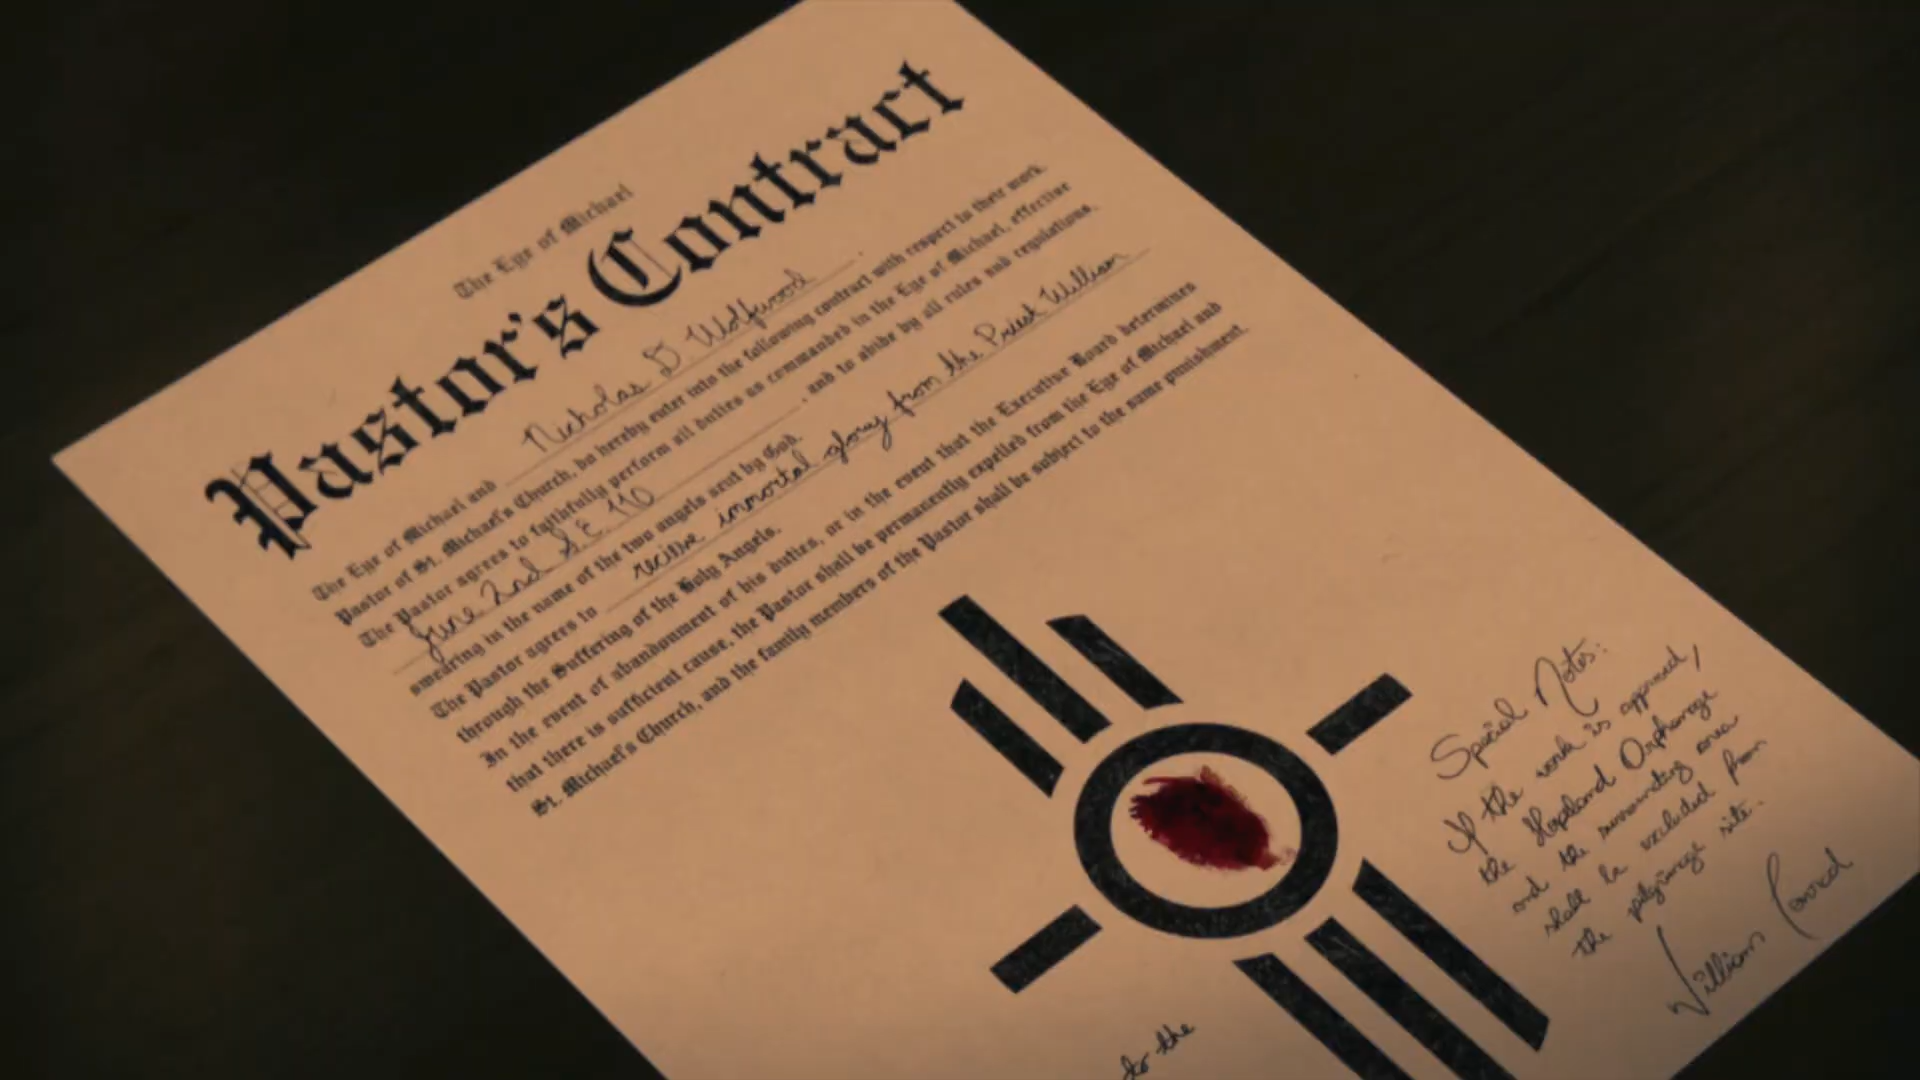 The Eye of Michael
Pastor's Contract
The Eye of Michael and Nicholas D. Wolfwood .
Pastor of St. Michael's Church, do hereby enter into the following contract with respect to their work.
The Pastor agrees to faithfully perform all duties as commanded in the Eye of Michael, effective
June 2nd S.E. 110 , and to abide by all rules and regulations,
swearing in the name of the two angels sent by God.
The Pastor agrees to recieve immortal glory from the Priest William
through the Suffering of the Holy Angels.
In the event of abandonment of his duties, or in the event that the Executive Board determines
that there is sufficient cause, the Pastor shall be permanently expelled from the Eye of Michael and
St. Michael's Church, and the family members of the Pastor shall be subject to the same punishment.
Special Notes:
If the work is approved,
the Hopeland Orphanage
and the surrounding area
shall be excluded from
the pilgrimage site.
William Conrad
to the